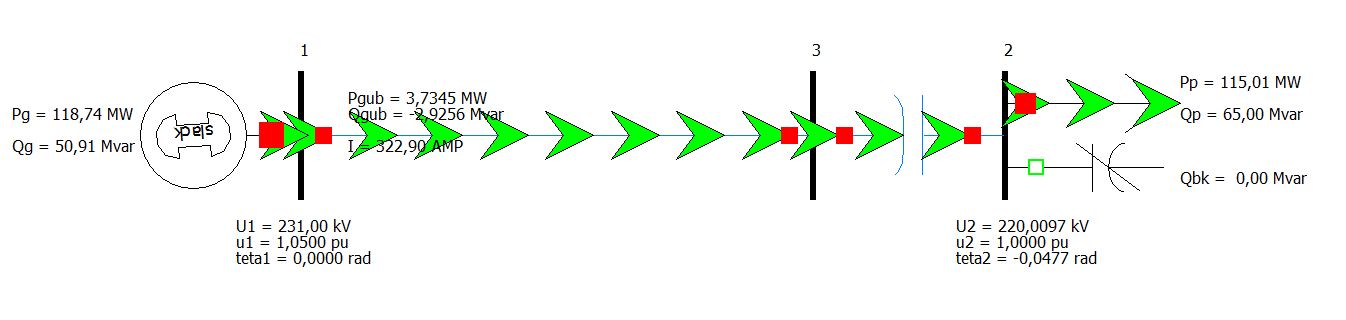 1
3
2
Pg = 118,74 MW
Qg = 50,91 Mvar
slack
Pgub = 3,7345 MW
Qgub = -2,9256 Mvar
I = 322,90 AMP
Pp = 115,01 MW
Qp = 65,00 Mvar
Qbk =  0,00 Mvar
U1 = 231,00 kV
u1 = 1,0500 pu
teta1 = 0,0000 rad
U2 = 220,0097 kV
u2 = 1,0000 pu
teta2 = -0,0477 rad